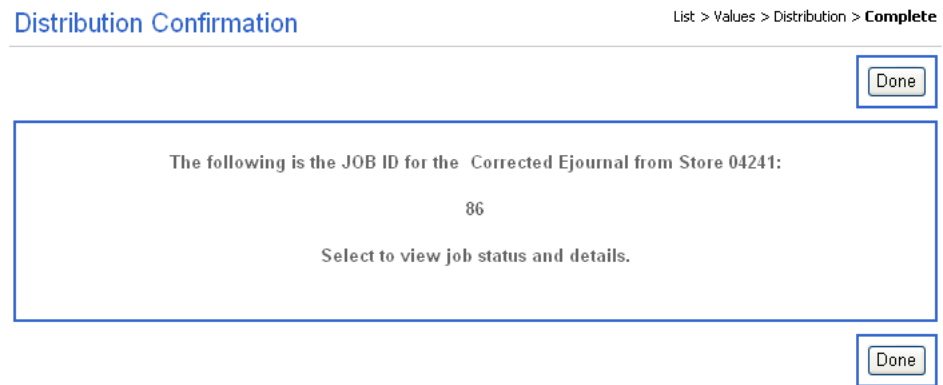 Distribution Confirmation
List > Values > Distribution > Complete
Done
The following is the JOB ID for the Corrected Ejournal from Store 04241:
86
Select to view job status and details.
Done